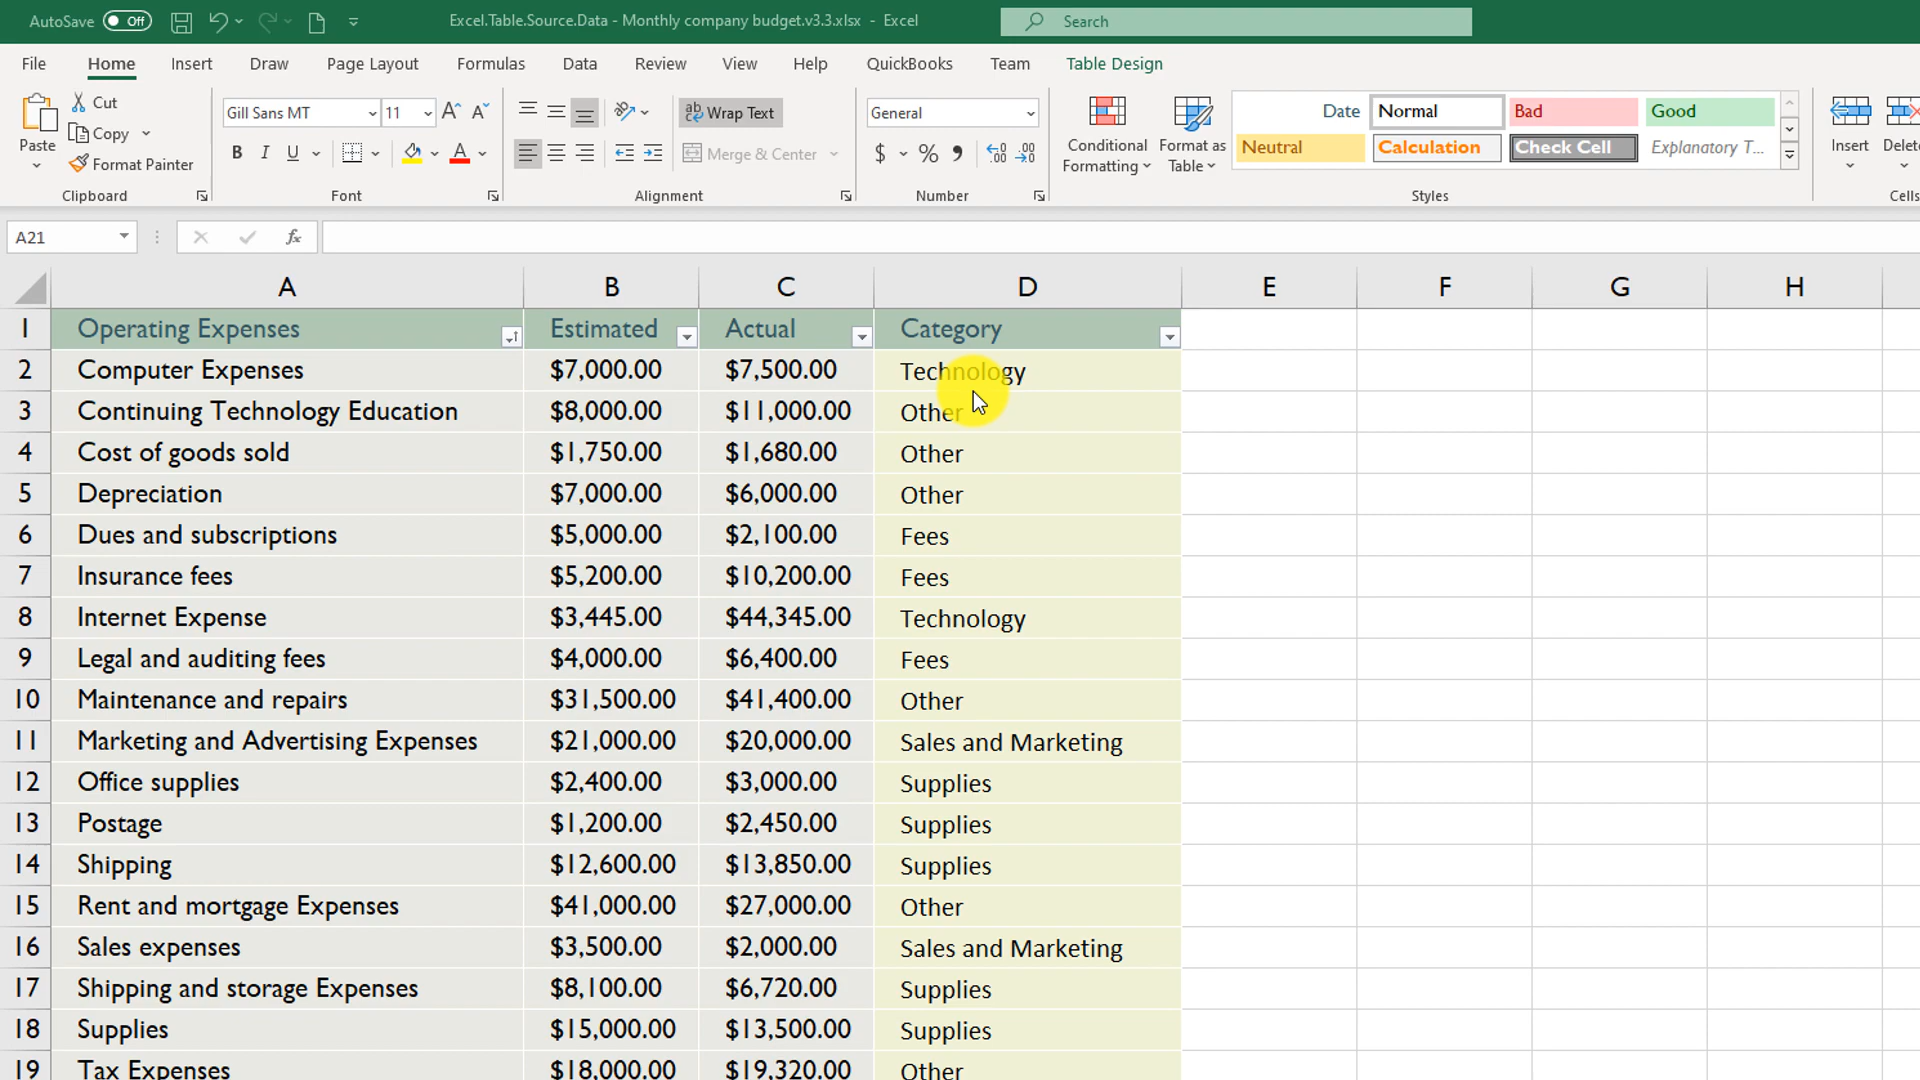 AutoSave Off Excel.Table.Source.Data - Monthly company budget.v3.3.xlsx - Excel Search
File Home Insert Draw Page Layout Formulas Data Review View Help QuickBooks Team Table Design
Paste Cut Copy Format Painter
Gill Sans MT 11 B I U
Wrap Text Merge & Center
General $ % ,
Conditional Formatting Format as Table
Date Normal Bad Good
Neutral Calculation Check Cell Explanatory T...
Insert Delet
Clipboard Font Alignment Number Styles Cells
A21 fx
A B C D E F G H
1 Operating Expenses Estimated Actual Category
2 Computer Expenses $7,000.00 $7,500.00 Technology
3 Continuing Technology Education $8,000.00 $11,000.00 Other
4 Cost of goods sold $1,750.00 $1,680.00 Other
5 Depreciation $7,000.00 $6,000.00 Other
6 Dues and subscriptions $5,000.00 $2,100.00 Fees
7 Insurance fees $5,200.00 $10,200.00 Fees
8 Internet Expense $3,445.00 $44,345.00 Technology
9 Legal and auditing fees $4,000.00 $6,400.00 Fees
10 Maintenance and repairs $31,500.00 $41,400.00 Other
11 Marketing and Advertising Expenses $21,000.00 $20,000.00 Sales and Marketing
12 Office supplies $2,400.00 $3,000.00 Supplies
13 Postage $1,200.00 $2,450.00 Supplies
14 Shipping $12,600.00 $13,850.00 Supplies
15 Rent and mortgage Expenses $41,000.00 $27,000.00 Other
16 Sales expenses $3,500.00 $2,000.00 Sales and Marketing
17 Shipping and storage Expenses $8,100.00 $6,720.00 Supplies
18 Supplies $15,000.00 $13,500.00 Supplies
19 Tax Expenses $18,000.00 $19,320.00 Other